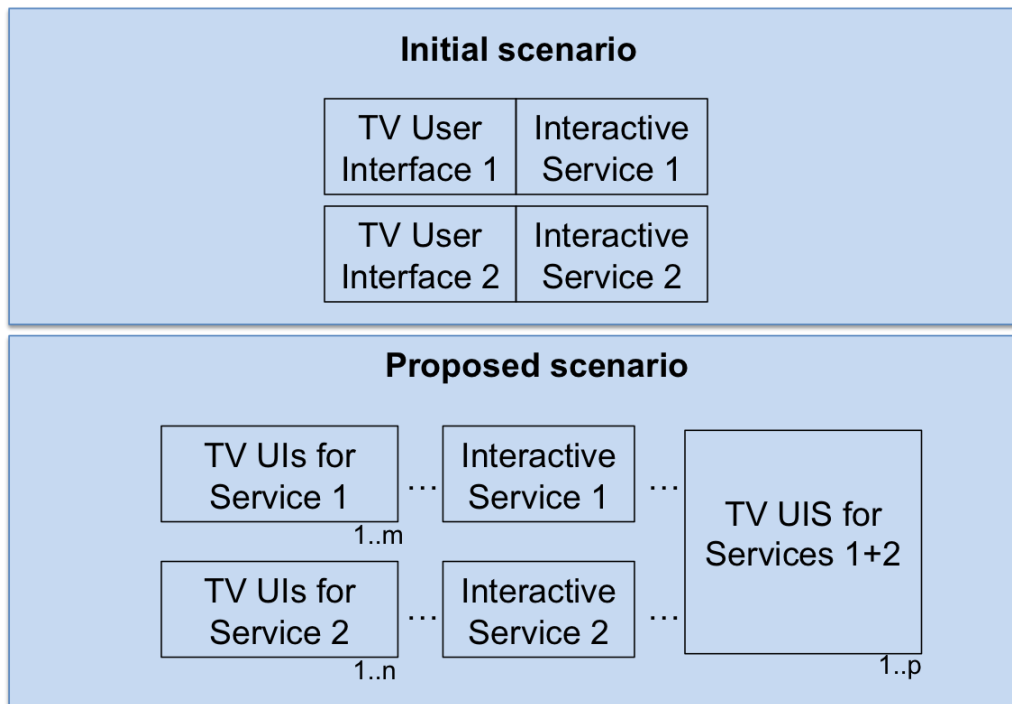 Initial scenario
TV User
Interface 1
Interactive
Service 1
TV User
Interface 2
Interactive
Service 2
Proposed scenario
TV UIs for
Service 1
1..m
...
Interactive
Service 1
...
TV UIs for
Service 2
1..n
...
Interactive
Service 2
...
TV UIS for
Services 1+2
1..p